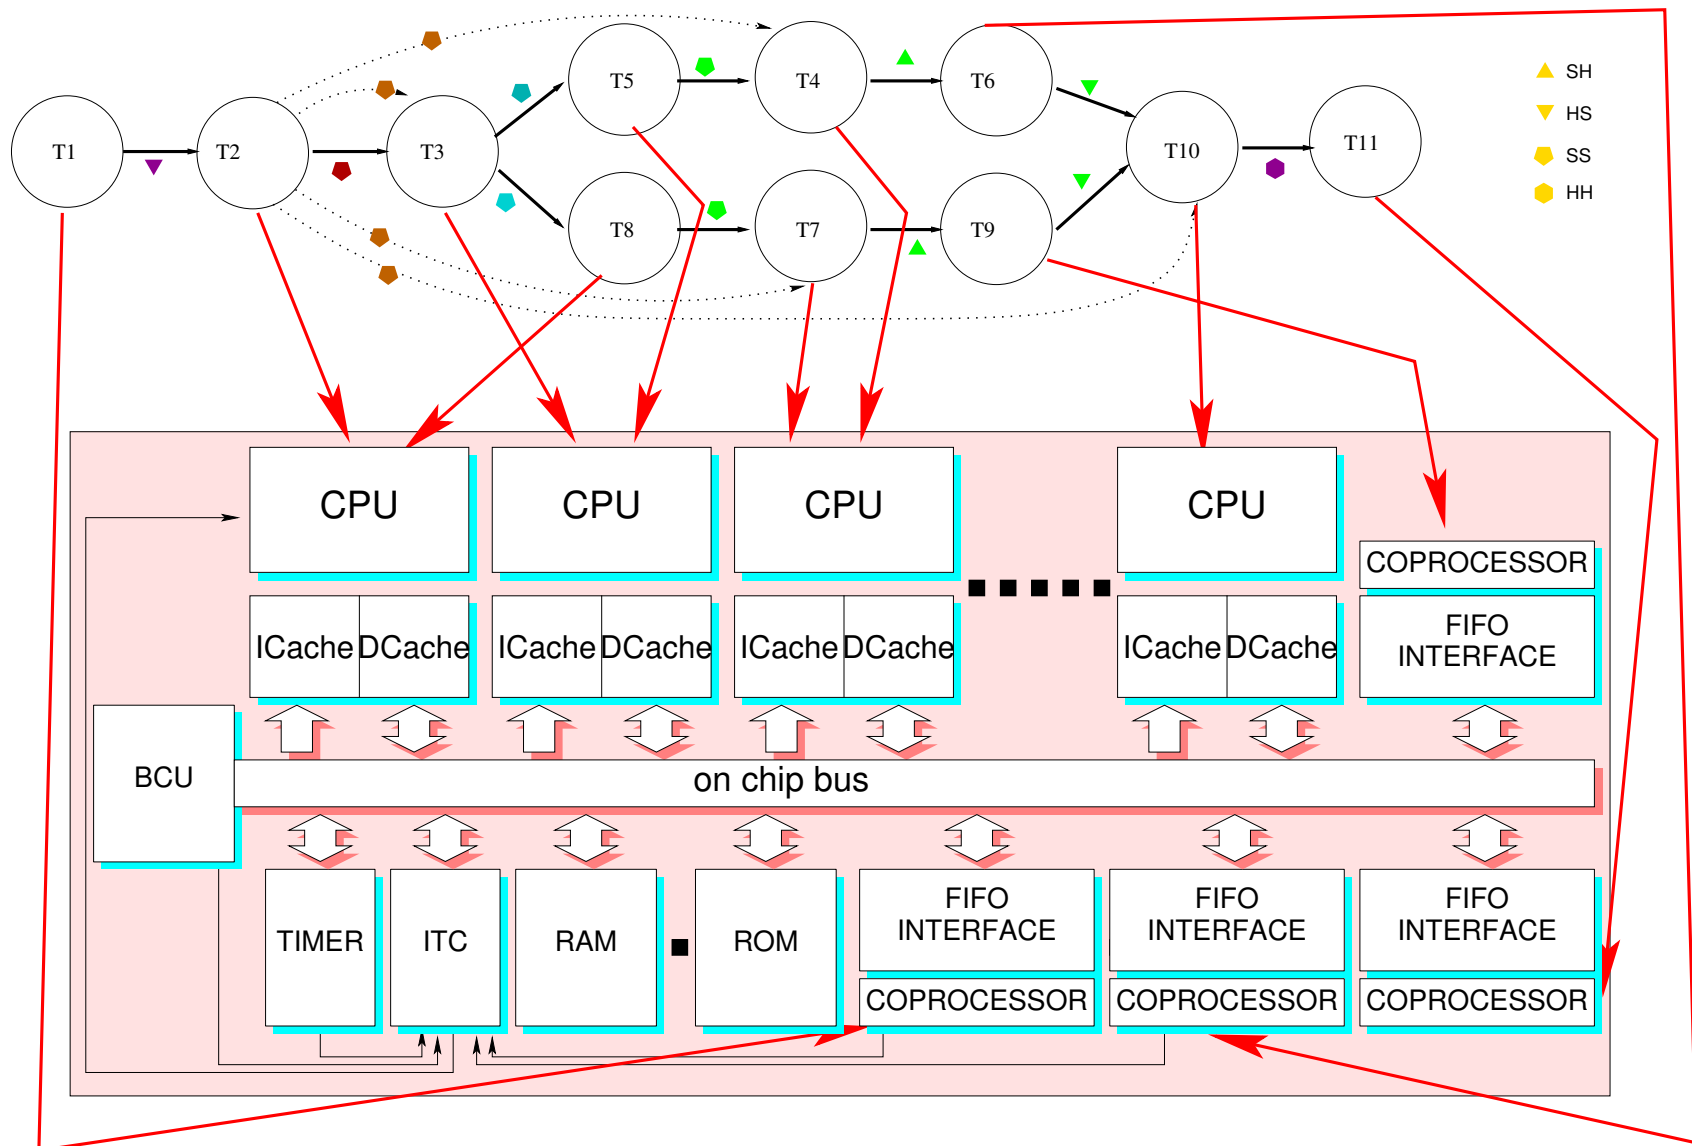 T5
T4
T6
SH
HS
T1
T2
T3
T10
T11
SS
HH
T8
T7
T9
CPU
CPU
CPU
CPU
COPROCESSOR
ICache DCache
ICache DCache
ICache DCache
ICache DCache
FIFO
INTERFACE
BCU
on chip bus
TIMER
ITC
RAM
ROM
FIFO
INTERFACE
FIFO
INTERFACE
FIFO
INTERFACE
COPROCESSOR
COPROCESSOR
COPROCESSOR